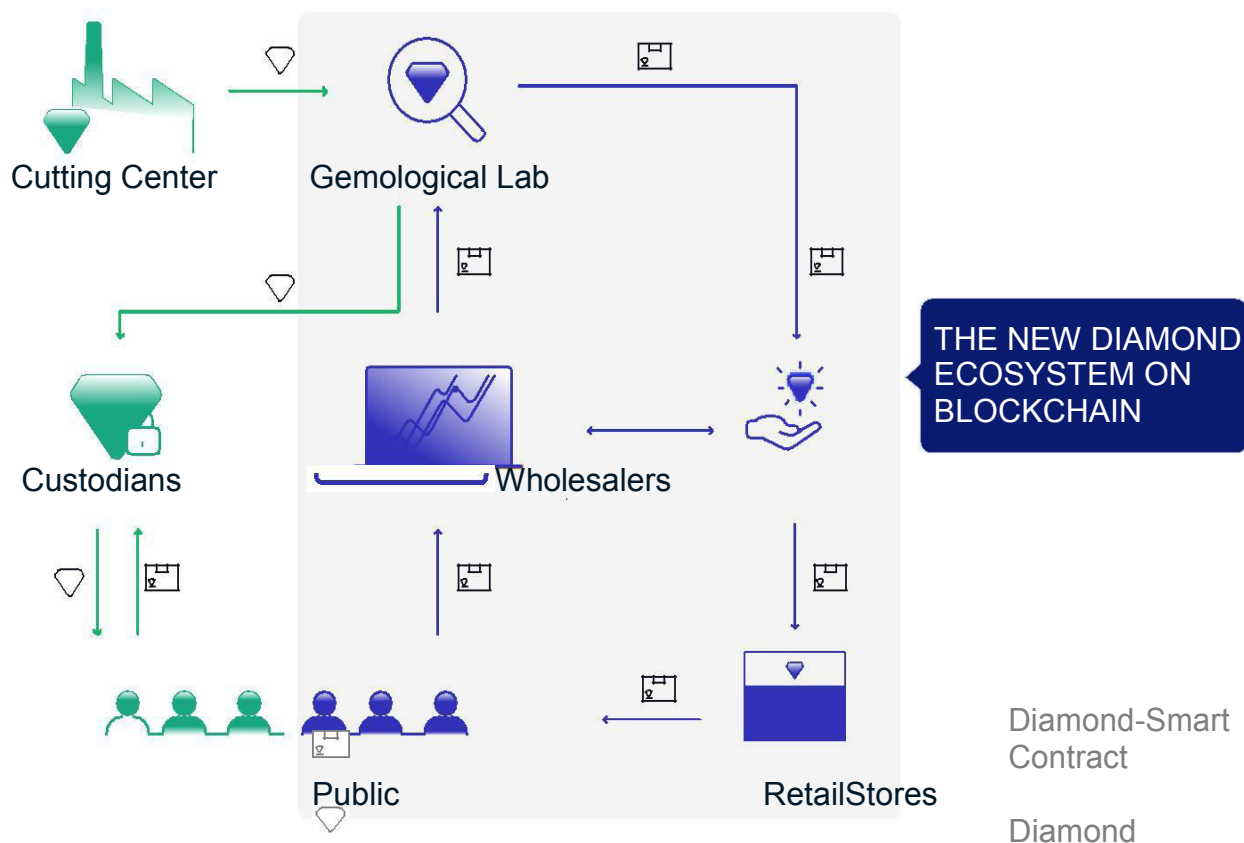 Cutting Center
Gemological Lab
THE NEW DIAMOND
ECOSYSTEM ON
BLOCKCHAIN
Custodians
Wholesalers
Public
RetailStores
Diamond-Smart
Contract
Diamond